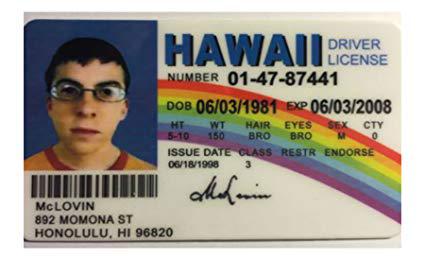 HAWAII DRIVER
LICENSE
NUMBER 01-47-87441
DOB 06/03/1981 EXP 06/03/2008
HT WT HAIR EYES SEX CTY
5-10 150 BRO BRO M 0
ISSUE DATE CLASS RESTR ENDORSE
06/18/1998 3
McLovin
McLOVIN
892 MOMONA ST
HONOLULU, HI 96820